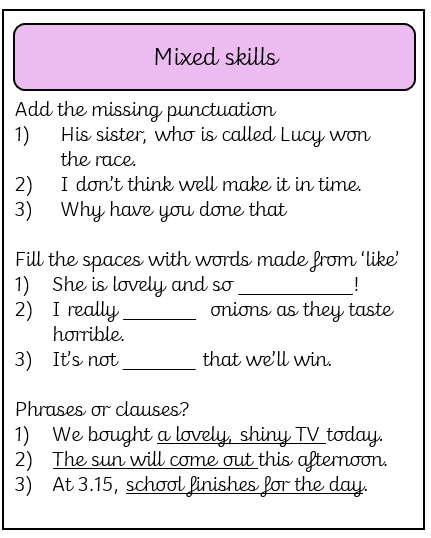 Mixed skills
Add the missing punctuation
1) His sister, who is called Lucy won
the race.
2) I don't think well make it in time.
3) Why have you done that
Fill the spaces with words made from 'like'
1) She is lovely and so ___________!
2) I really _______ onions as they taste
horrible.
3) It's not _______ that we'll win.
Phrases or clauses?
1) We bought a lovely, shiny TV today.
2) The sun will come out this afternoon.
3) At 3.15, school finishes for the day.